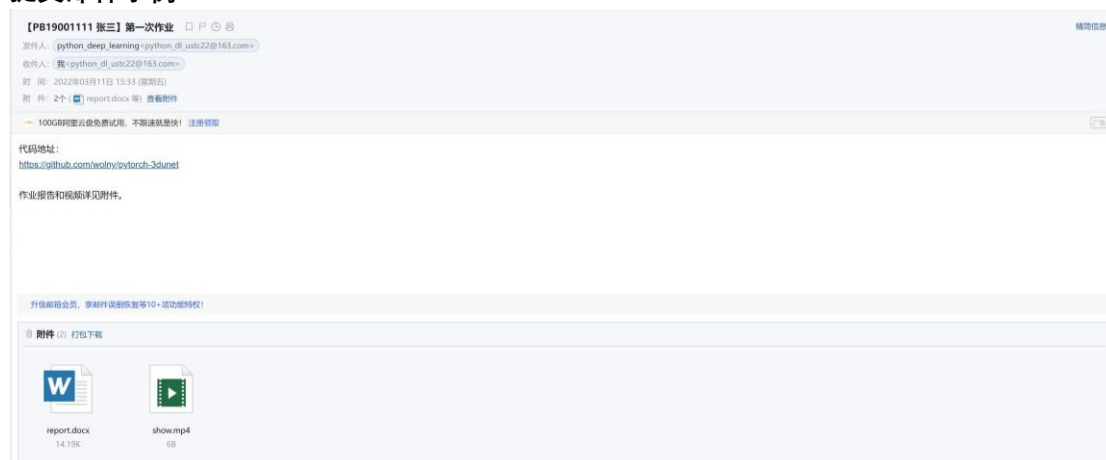 【PB19001111 张三】第一次作业
精简信息
发件人: python_deep_learning<python_dl_ustc22@163.com>
收件人: 我<python_dl_ustc22@163.com>
时 间: 2022年03月11日 15:33 (星期五)
附 件: 2个 ( report.docx 等) 查看附件
100GB阿里云盘免费试用,不限速就是快! 注册领取
代码地址:
https://github.com/wolny/pytorch-3dunet
作业报告和视频详见附件。
升级邮箱会员,享邮件误删恢复等10+项功能特权!
附件 (2) 打包下载
W
report.docx
show.mp4
14.19K
6B